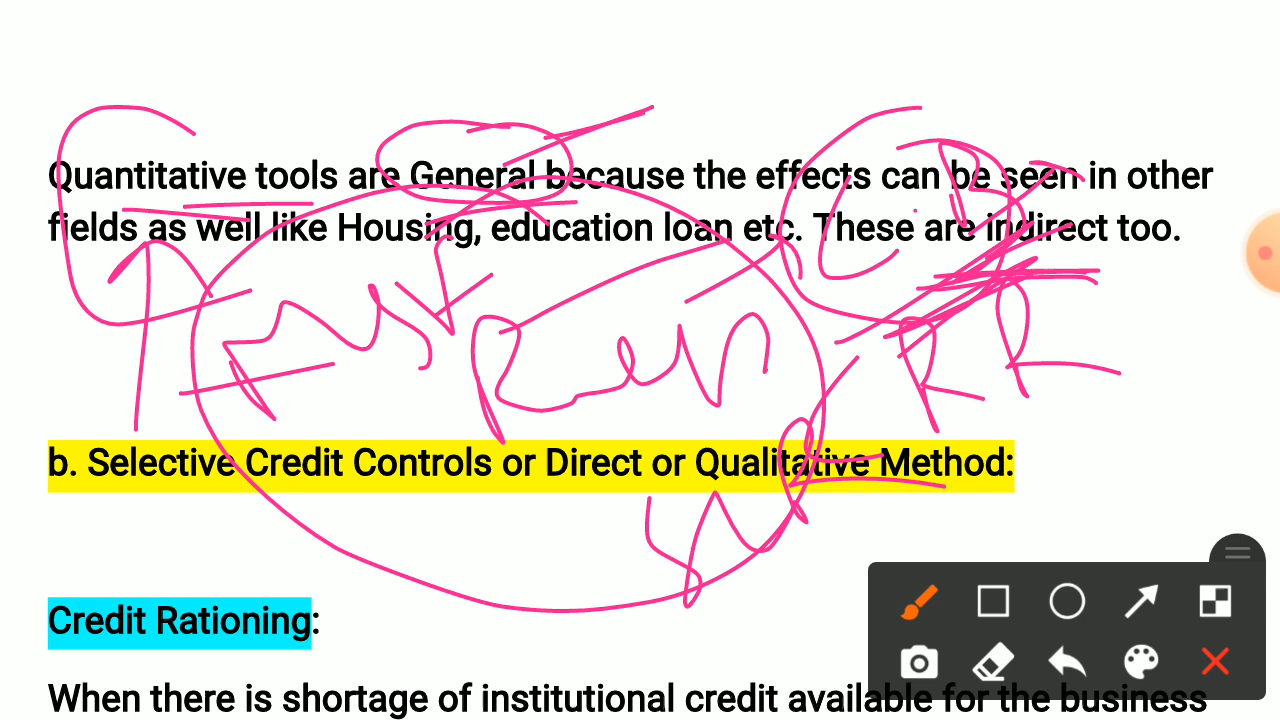 Quantitative tools are General because the effects can be seen in other
fields as well like Housing, education loan etc. These are indirect too.
CB
RR
b. Selective Credit Controls or Direct or Qualitative Method:
Credit Rationing:
When there is shortage of institutional credit available for the business